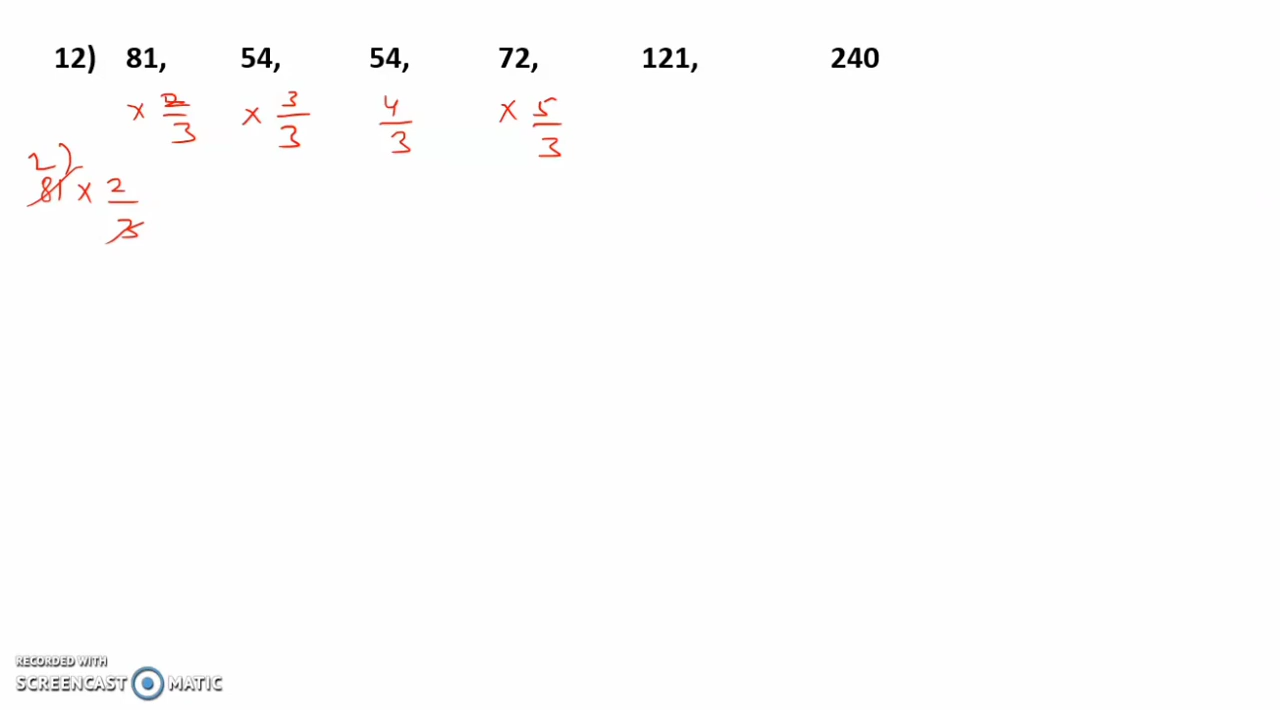 12) 81, 54, 54, 72, 121, 240
× 2/3 × 3/3 4/3 × 5/3
27
81 × 2/3
RECORDED WITH
SCREENCAST MATIC